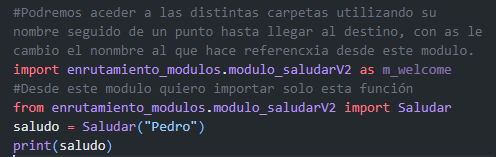 #Podremos aceder a las distintas carpetas utilizando su
nombre seguido de un punto hasta llegar al destino, con as le
cambio el nonmbre al que hace referencxia desde este modulo.
import enrutamiento_modulos.modulo_saludarV2 as m_welcome
#Desde este modulo quiero importar solo esta función
from enrutamiento_modulos.modulo_saludarV2 import Saludar
saludo = Saludar("Pedro")
print(saludo)